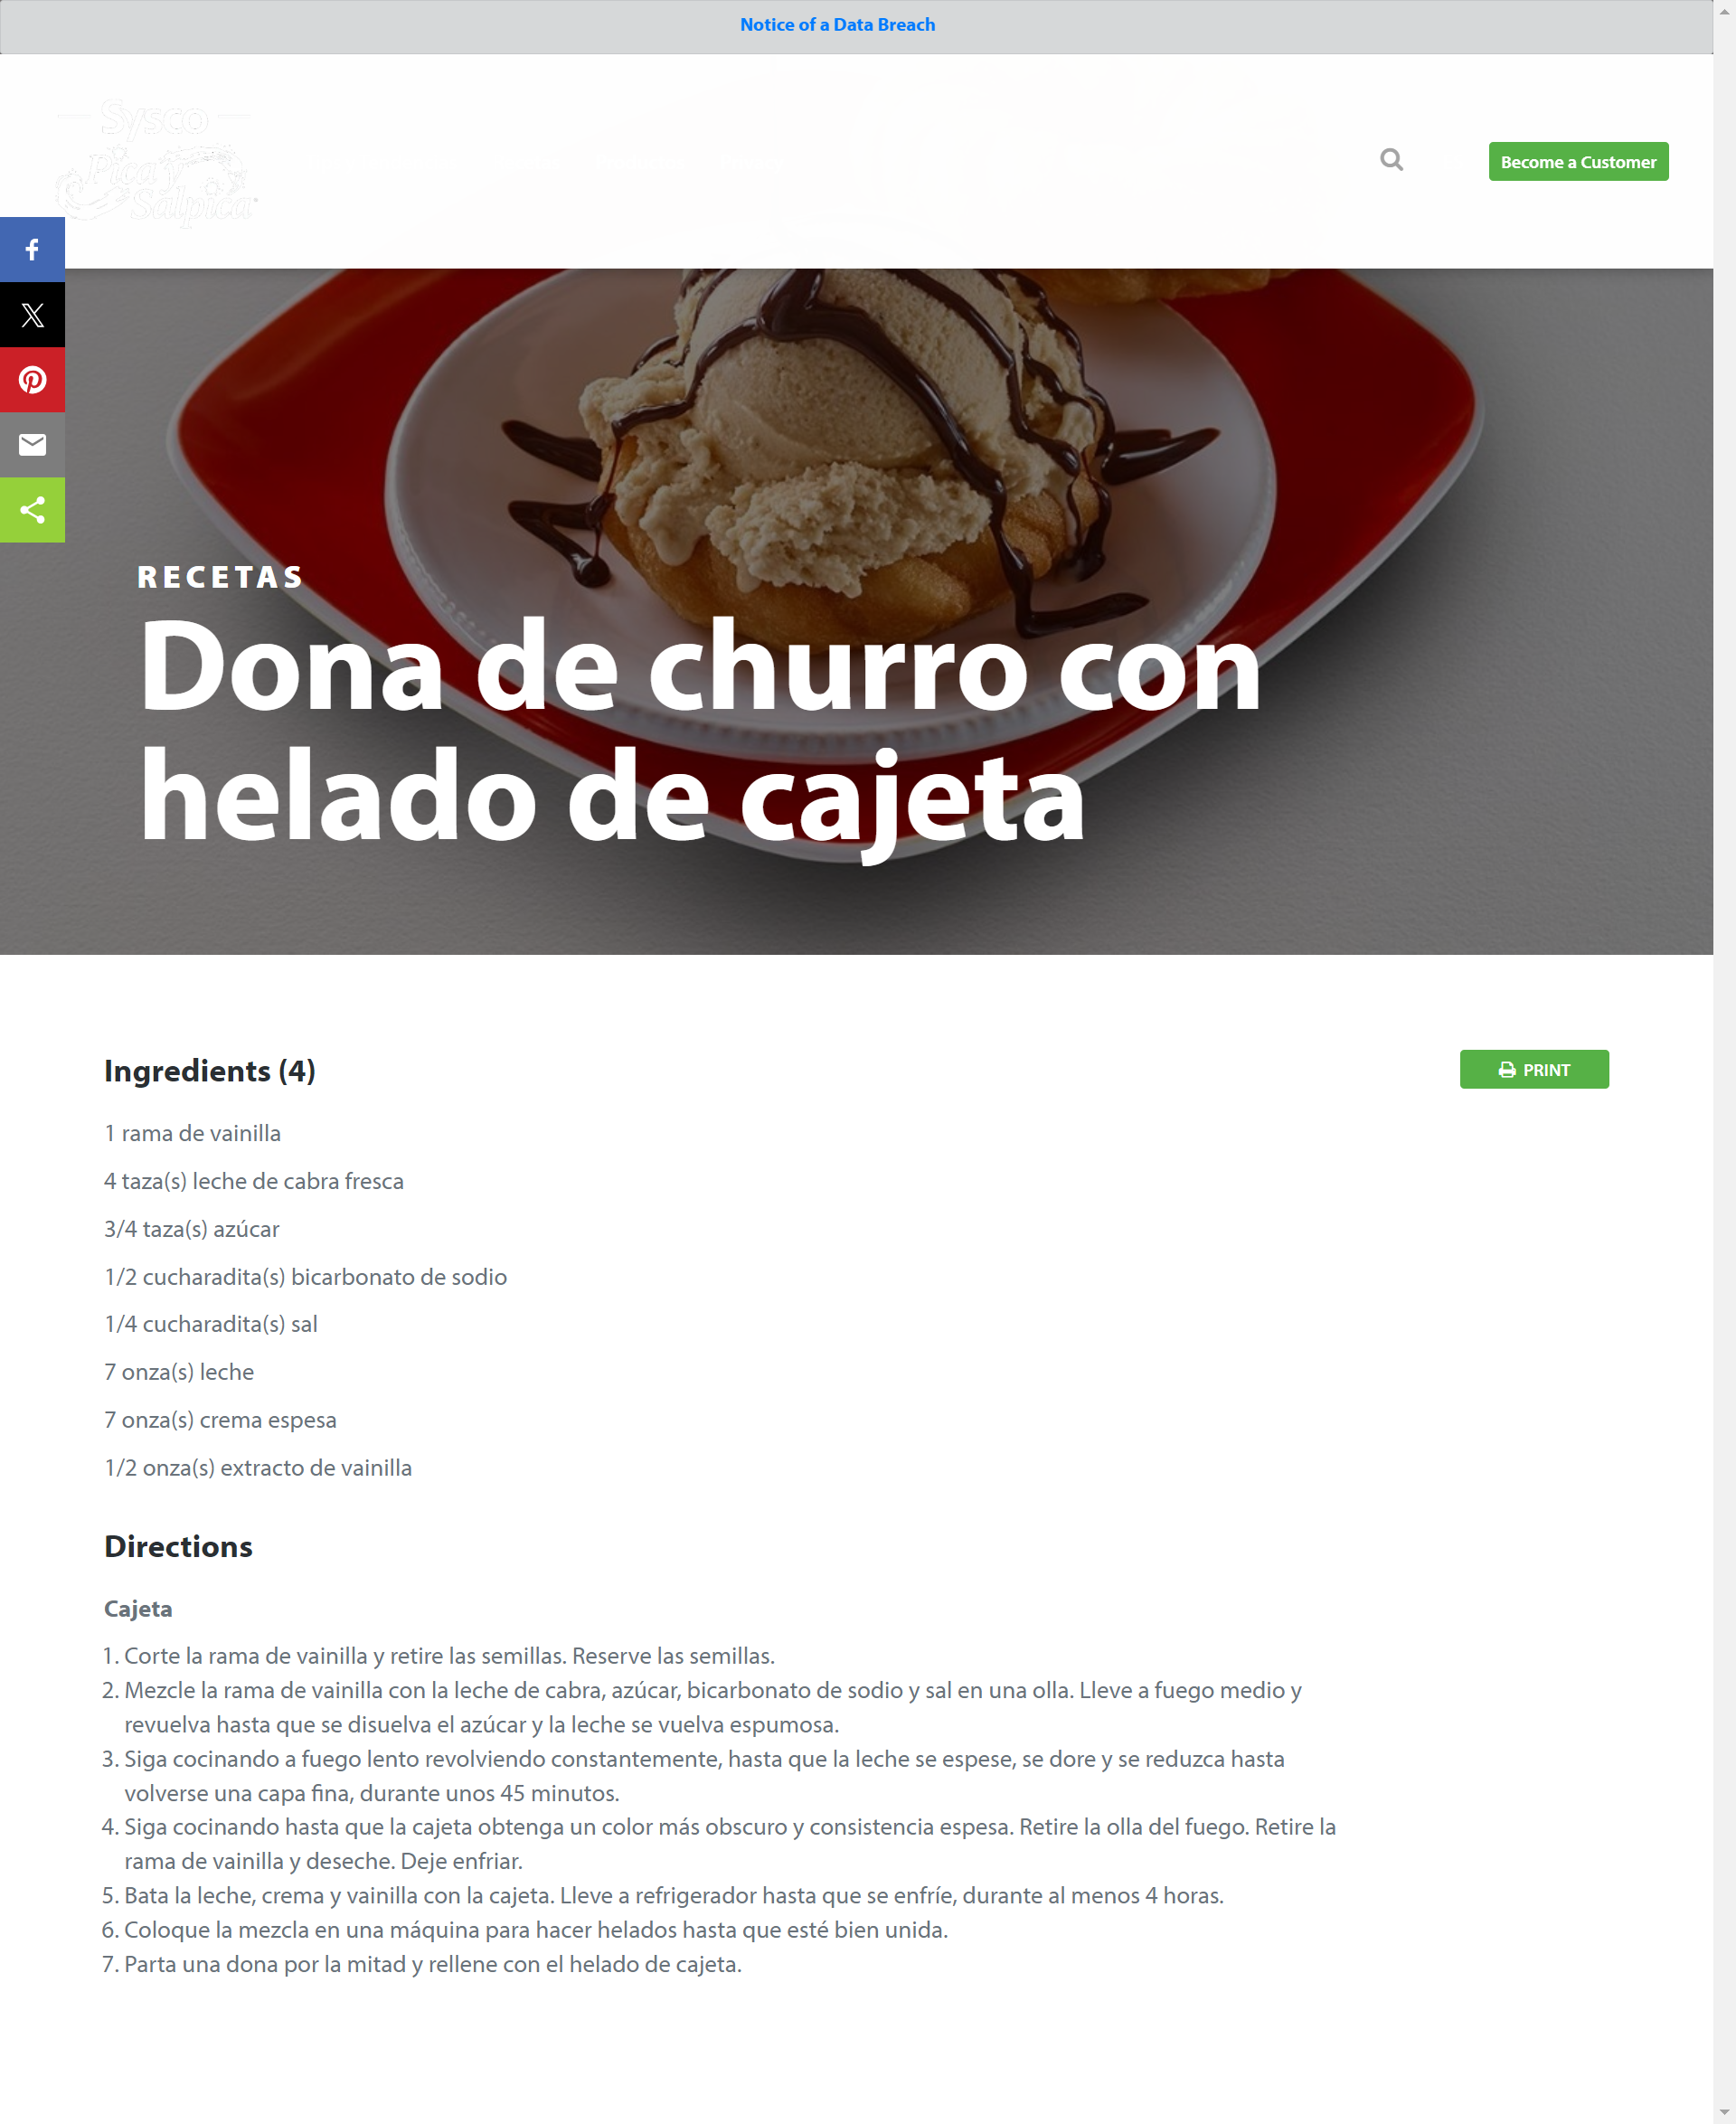 Notice of a Data Breach
Sysco
Pica y
Salpica
Become a Customer
RECETAS
Dona de churro con
helado de cajeta
Ingredients (4)
PRINT
1 rama de vainilla
4 taza(s) leche de cabra fresca
3/4 taza(s) azúcar
1/2 cucharadita(s) bicarbonato de sodio
1/4 cucharadita(s) sal
7 onza(s) leche
7 onza(s) crema espesa
1/2 onza(s) extracto de vainilla
Directions
Cajeta
1. Corte la rama de vainilla y retire las semillas. Reserve las semillas.
2. Mezcle la rama de vainilla con la leche de cabra, azúcar, bicarbonato de sodio y sal en una olla. Lleve a fuego medio y
revuelva hasta que se disuelva el azúcar y la leche se vuelva espumosa.
3. Siga cocinando a fuego lento revolviendo constantemente, hasta que la leche se espese, se dore y se reduzca hasta
volverse una capa fina, durante unos 45 minutos.
4. Siga cocinando hasta que la cajeta obtenga un color más obscuro y consistencia espesa. Retire la olla del fuego. Retire la
rama de vainilla y deseche. Deje enfriar.
5. Bata la leche, crema y vainilla con la cajeta. Lleve a refrigerador hasta que se enfríe, durante al menos 4 horas.
6. Coloque la mezcla en una máquina para hacer helados hasta que esté bien unida.
7. Parta una dona por la mitad y rellene con el helado de cajeta.